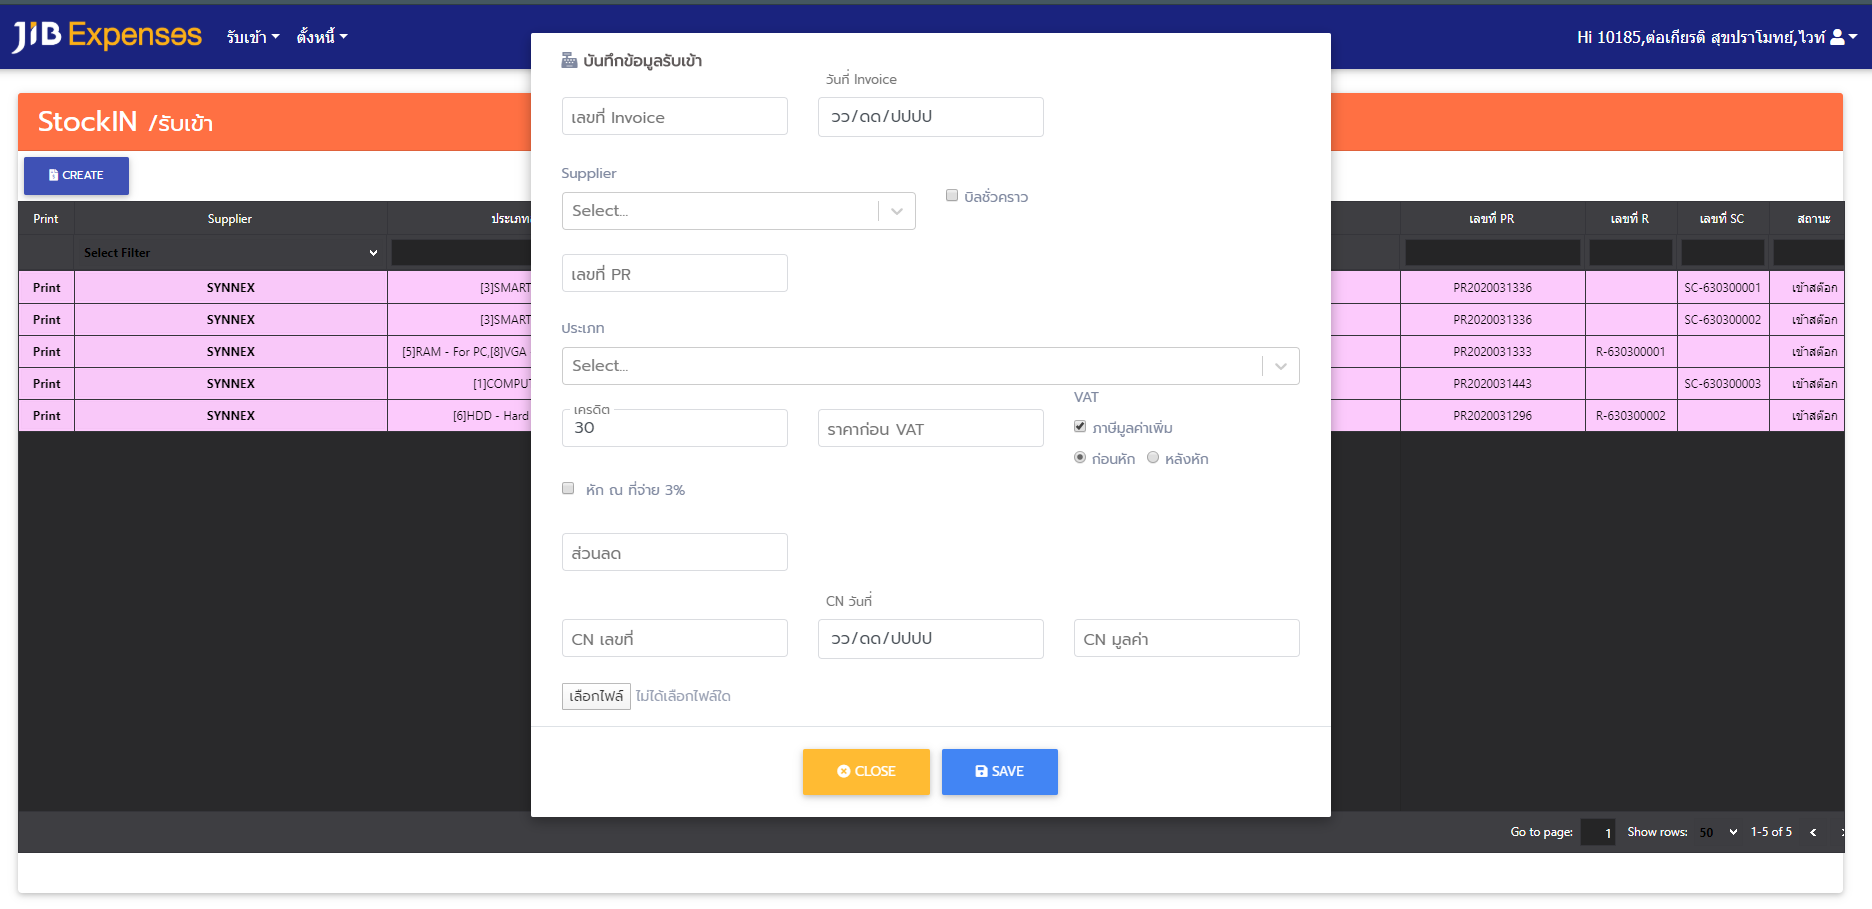 JIB Expenses รับเข้า ตั้งหนี้ Hi 10185,ต่อเกียรติ สุขปราโมทย์,ไวท์
StockIN /รับเข้า
CREATE
Print Supplier ประเภท เลขที่ PR เลขที่ R เลขที่ SC สถานะ
Select Filter
Print SYNNEX [3]SMART PR2020031336 SC-630300001 เข้าสต๊อก
Print SYNNEX [3]SMART PR2020031336 SC-630300002 เข้าสต๊อก
Print SYNNEX [5]RAM - For PC,[8]VGA PR2020031333 R-630300001 เข้าสต๊อก
Print SYNNEX [1]COMPUT PR2020031443 SC-630300003 เข้าสต๊อก
Print SYNNEX [6]HDD - Hard PR2020031296 R-630300002 เข้าสต๊อก
Go to page: 1 Show rows: 50 1-5 of 5
บันทึกข้อมูลรับเข้า
วันที่ Invoice
เลขที่ Invoice วว/ดด/ปปปป
Supplier
Select... บิลชั่วคราว
เลขที่ PR
ประเภท
Select...
VAT
เครดิต
30 ราคาก่อน VAT ภาษีมูลค่าเพิ่ม
ก่อนหัก หลังหัก
หัก ณ ที่จ่าย 3%
ส่วนลด
CN วันที่
CN เลขที่ วว/ดด/ปปปป CN มูลค่า
เลือกไฟล์ ไม่ได้เลือกไฟล์ใด
CLOSE SAVE